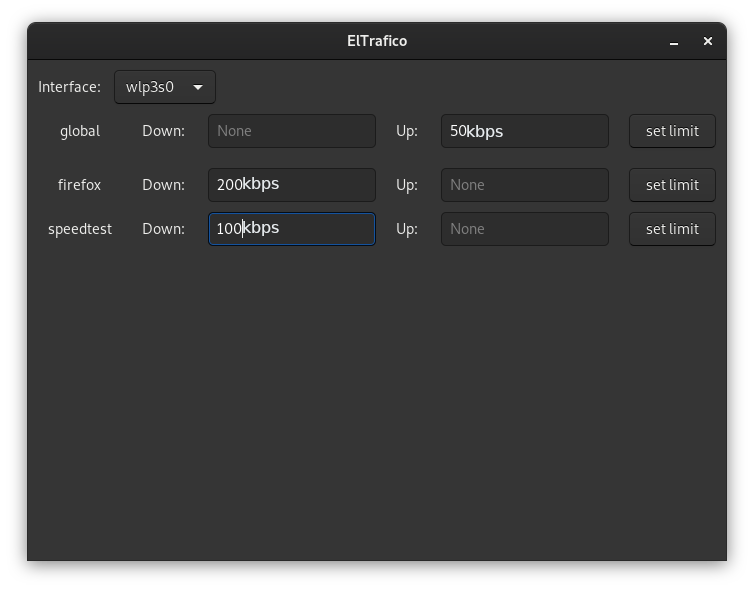 ElTrafico
Interface: wlp3s0
global Down: None Up: 50kbps set limit
firefox Down: 200kbps Up: None set limit
speedtest Down: 100kbps Up: None set limit